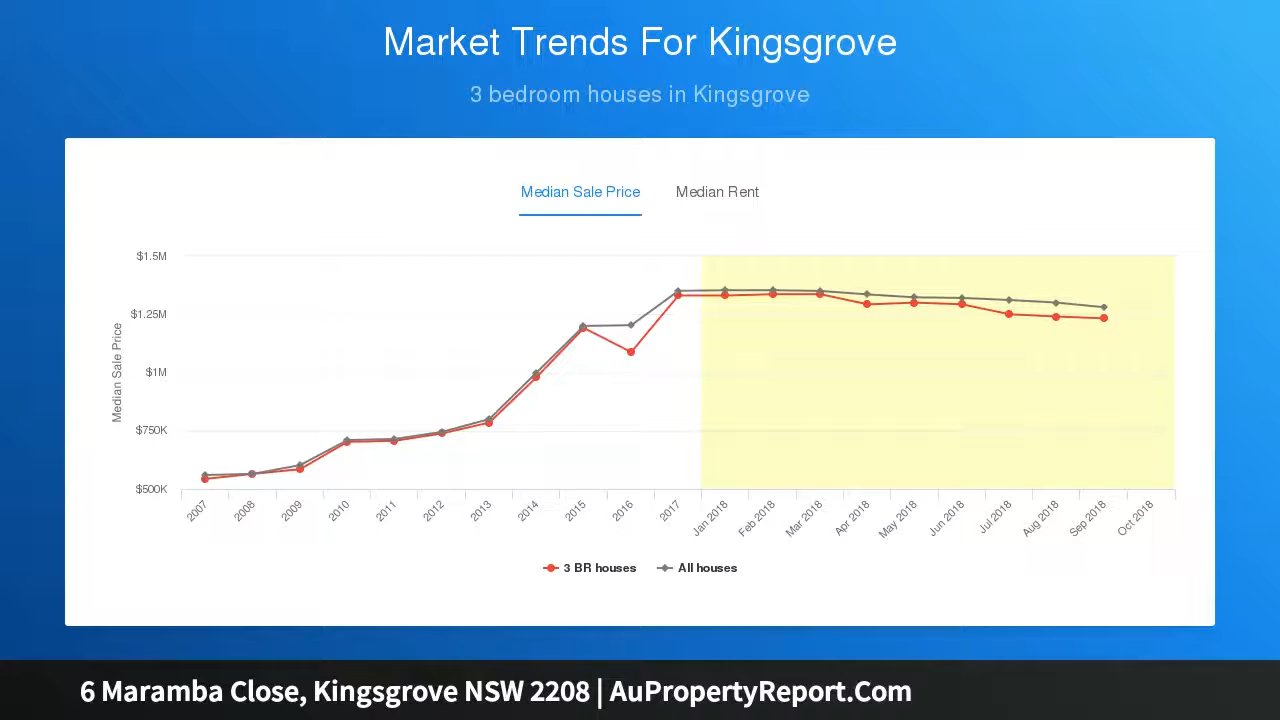 Market Trends For Kingsgrove
3 bedroom houses in Kingsgrove
Median Sale Price Median Rent
$1.5M
$1.25M
$1M
$750K
$500K
Median Sale Price
2007 2008 2009 2010 2011 2012 2013 2014 2015 2016 2017 Jan 2018 Feb 2018 Mar 2018 Apr 2018 May 2018 Jun 2018 Jul 2018 Aug 2018 Sep 2018 Oct 2018
3 BR houses All houses
6 Maramba Close, Kingsgrove NSW 2208 | AuPropertyReport.Com